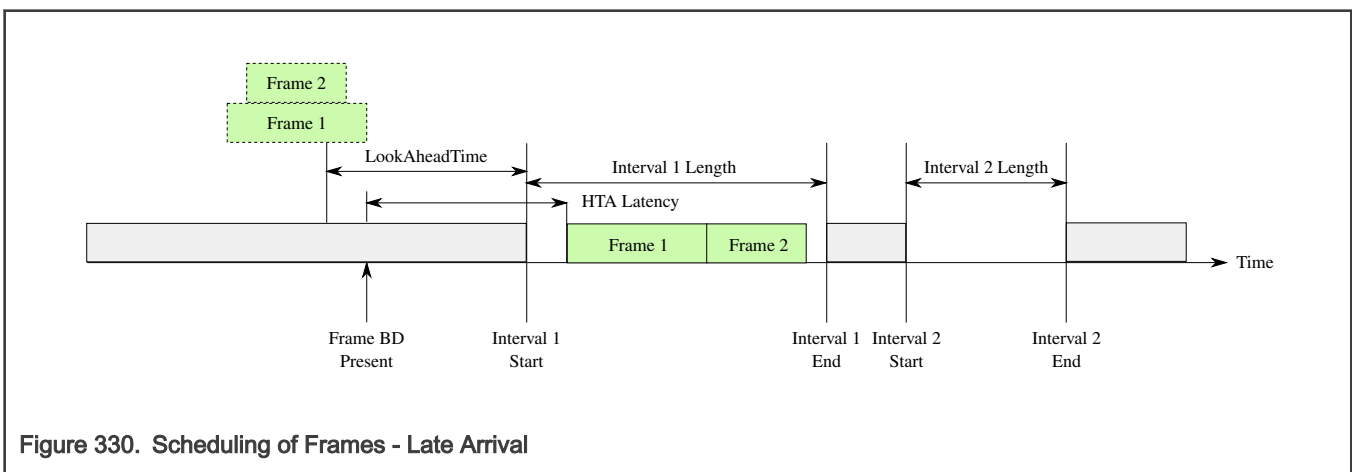 Frame 2
Frame 1
LookAheadTime
Interval 1 Length
Interval 2 Length
HTA Latency
Frame 1
Frame 2
Time
Frame BD
Present
Interval 1
Start
Interval 1
End
Interval 2
Start
Interval 2
End
Figure 330. Scheduling of Frames - Late Arrival